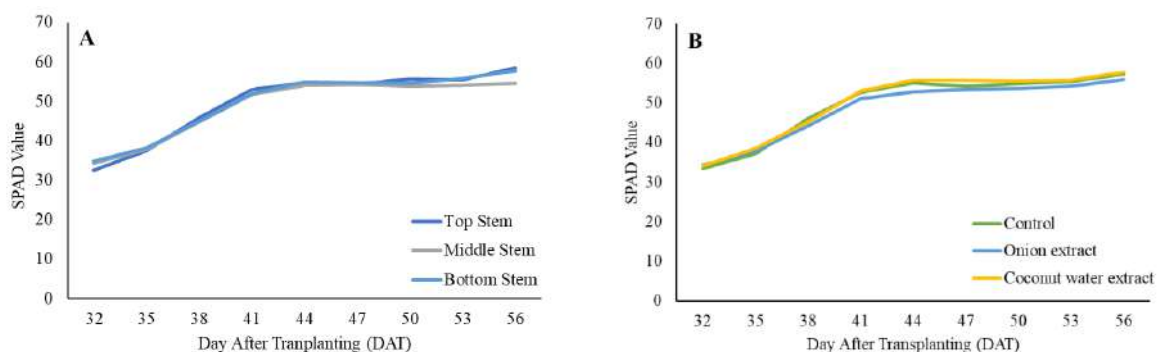 A
70
60
50
40
30
20
10
0
SPAD Value
32 35 38 41 44 47 50 53 56
Day After Tranplanting (DAT)
Top Stem
Middle Stem
Bottom Stem
B
70
60
50
40
30
20
10
0
SPAD Value
32 35 38 41 44 47 50 53 56
Day After Transplanting (DAT)
Control
Onion extract
Coconut water extract